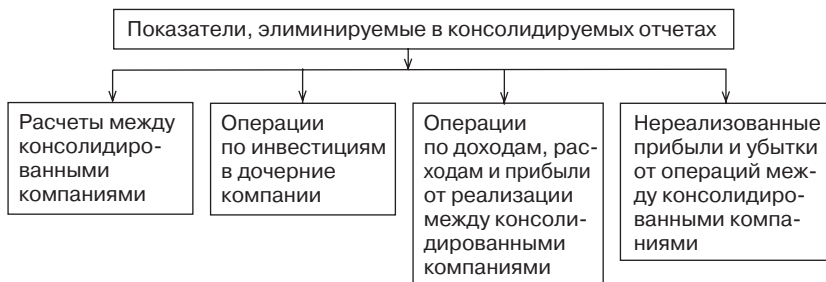 Показатели, элиминируемые в консолидируемых отчетах
Расчеты между
консолидиро-
ванными
компаниями
Операции
по инвестициям
в дочерние
компании
Операции
по доходам, рас-
ходам и прибыли
от реализации
между консоли-
дированными
компаниями
Нереализованные
прибыли и убытки
от операций меж-
ду консолидиро-
ванными компа-
ниями